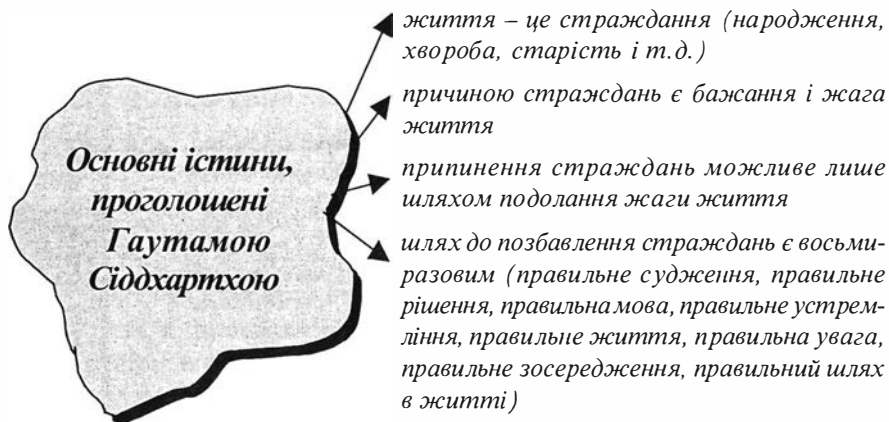 Основні істини,
проголошені
Гаутамою
Сіддхартхою
життя – це страждання (народження,
хвороба, старість і т.д.)
причиною страждань є бажання і жага
життя
припинення страждань можливе лише
шляхом подолання жаги життя
шлях до позбавлення страждань є восьми-
разовим (правильне судження, правильне
рішення, правильна мова, правильне устрем-
ління, правильне життя, правильна увага,
правильне зосередження, правильний шлях
в житті)